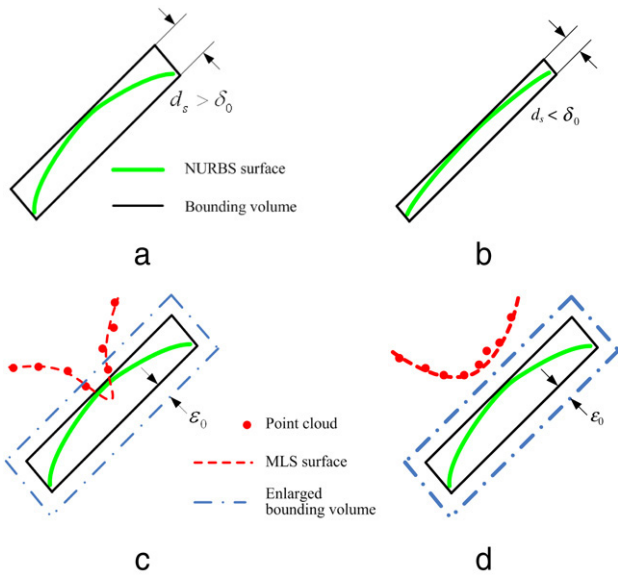 d_s > δ_0
d_s < δ_0
NURBS surface
Bounding volume
a
b
ε_0
ε_0
Point cloud
MLS surface
Enlarged
bounding volume
c
d